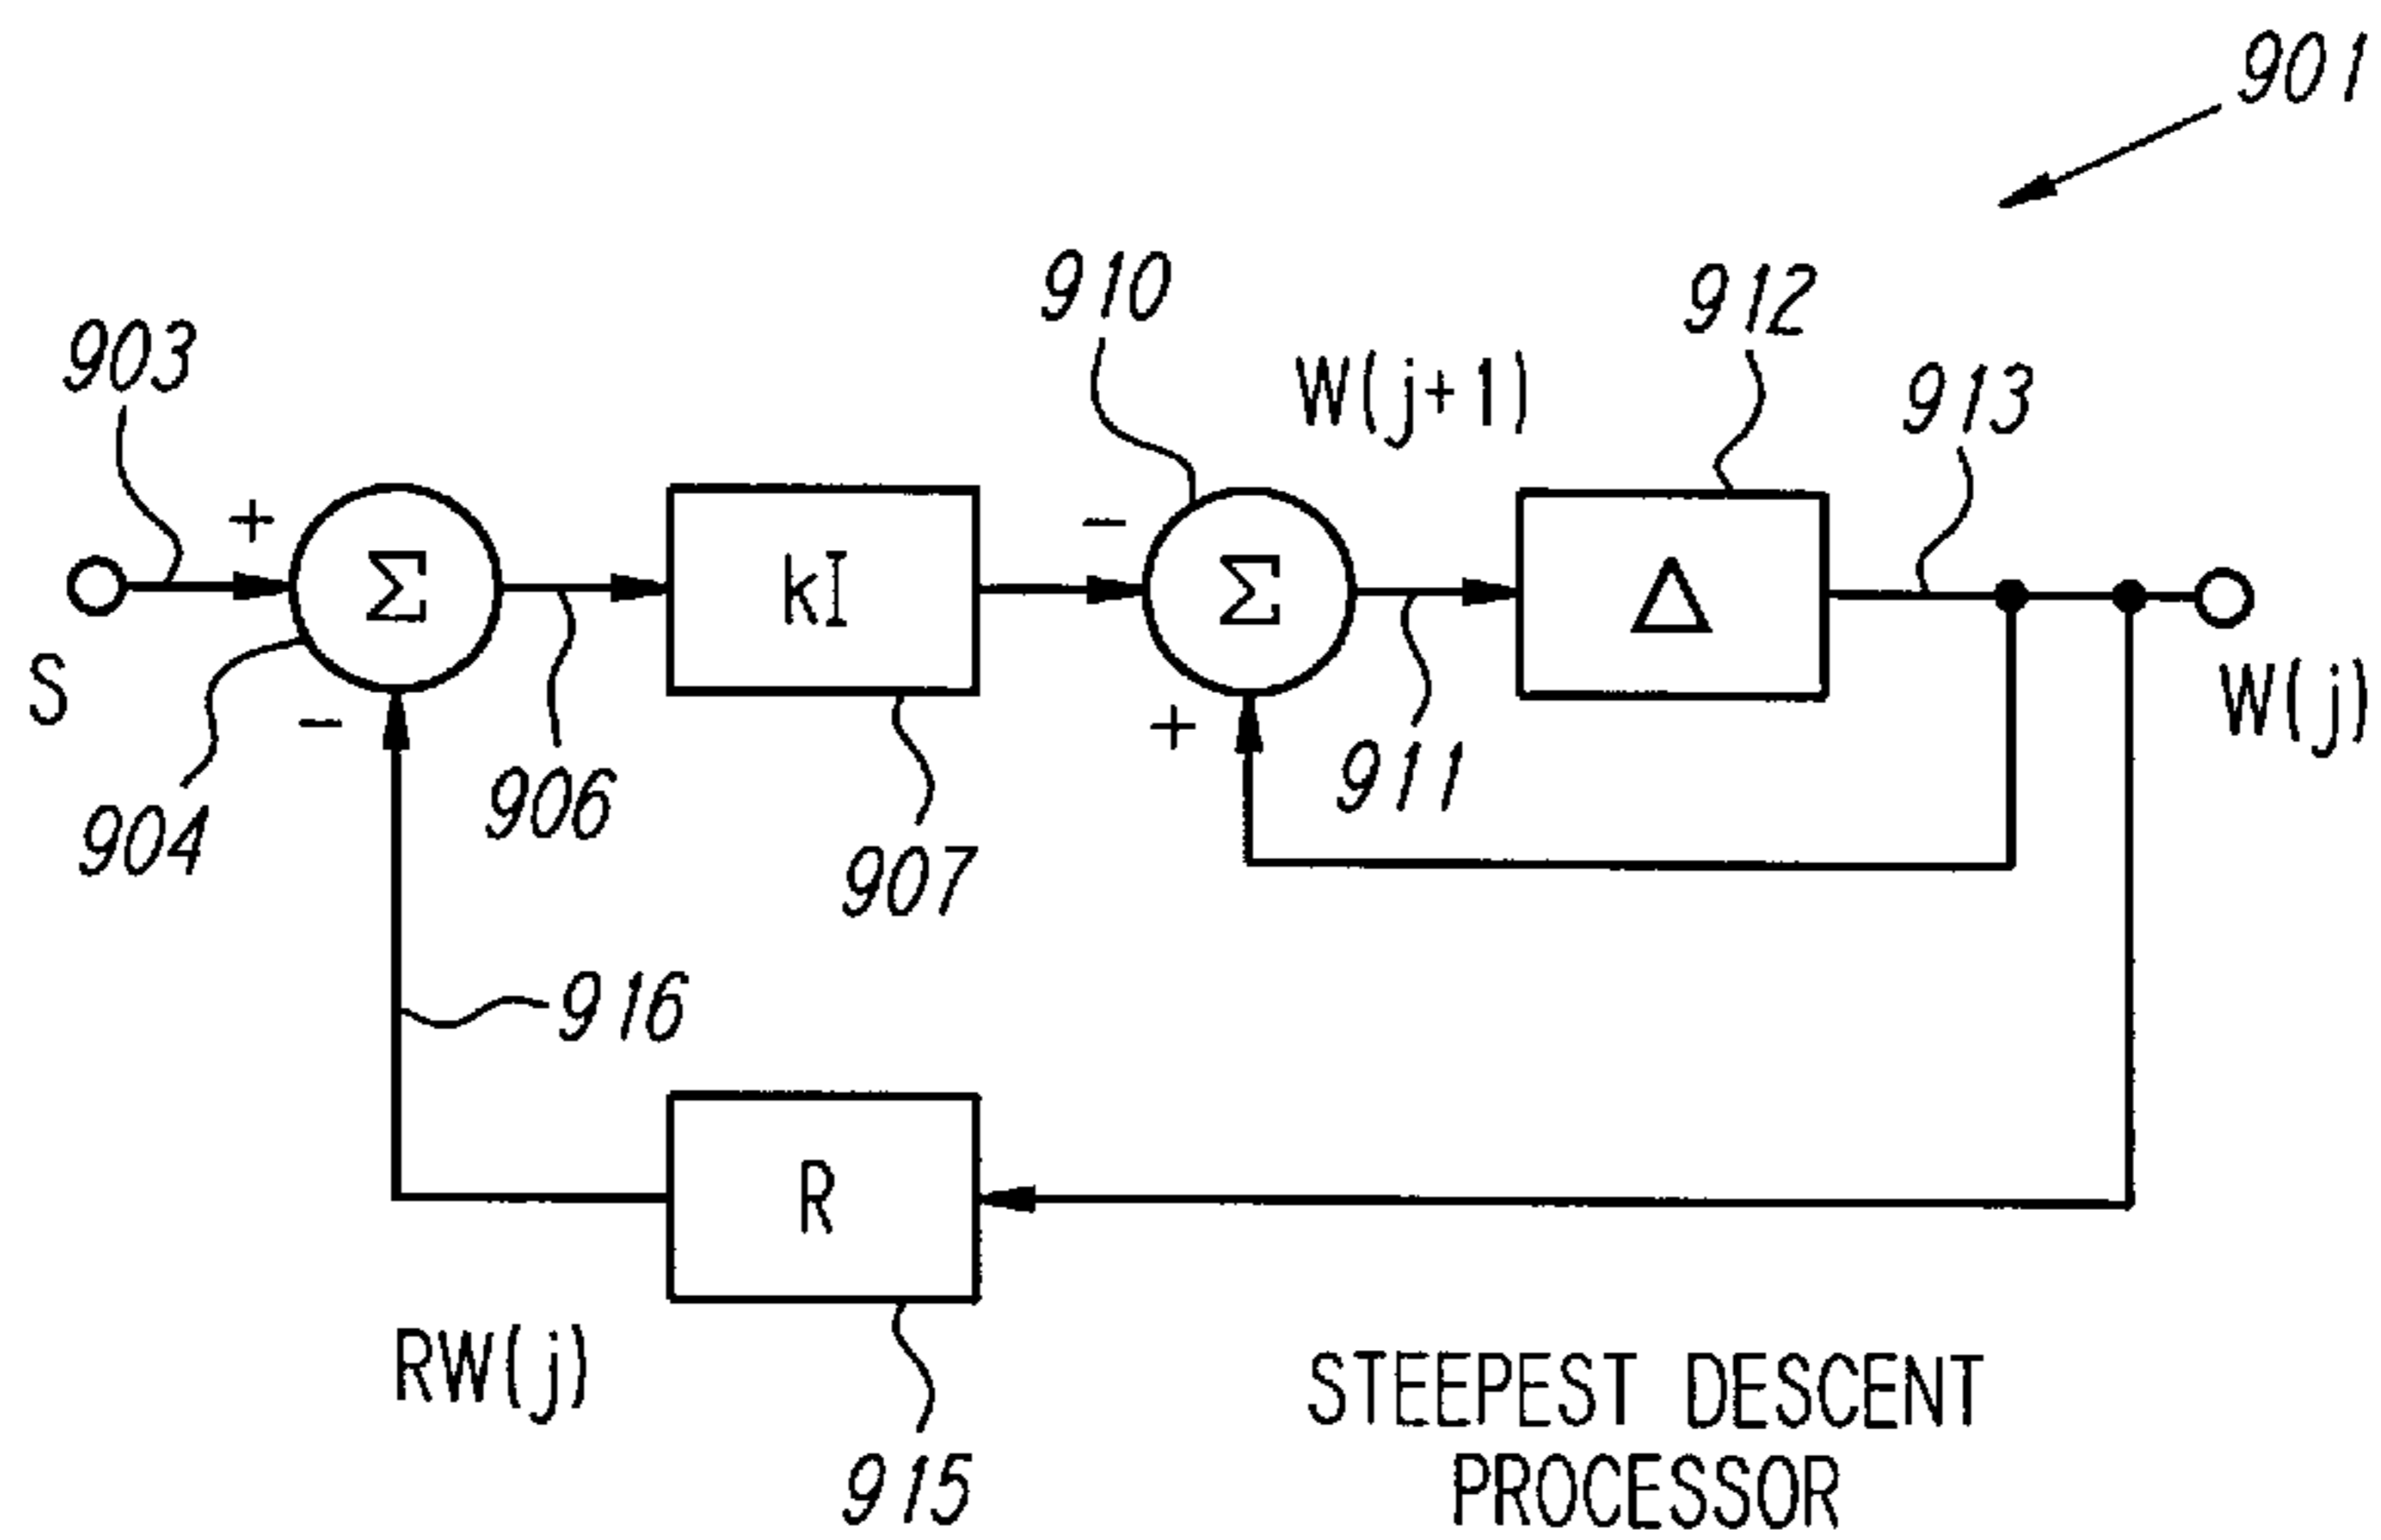 901
910
912
903
W(j+1)
913
+
-
Σ
kI
Σ
Δ
S
-
+
W(j)
904
906
911
907
916
R
RW(j)
STEEPEST DESCENT
PROCESSOR
915